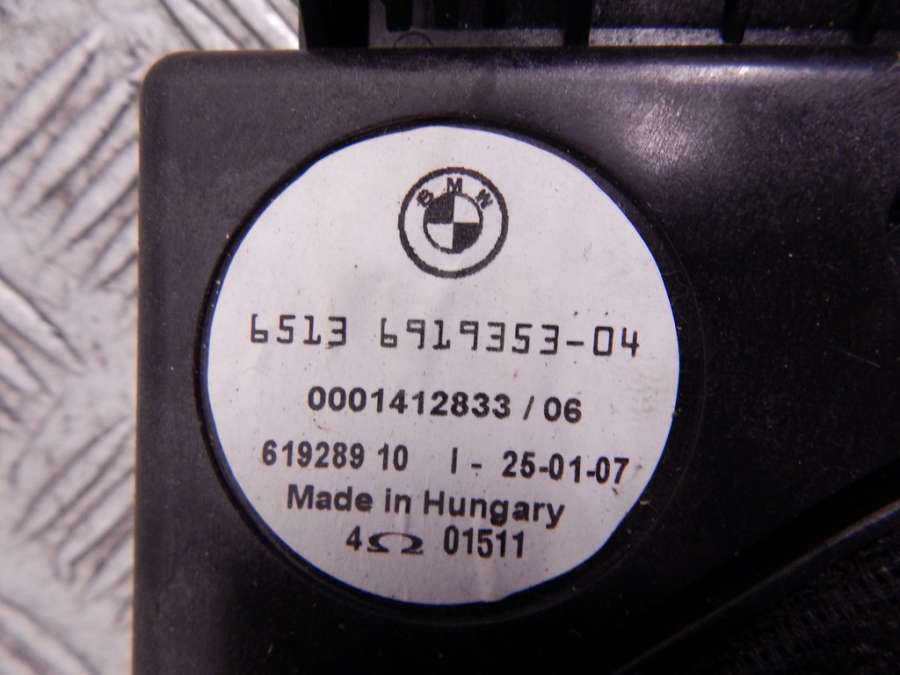 BMW
6513 6919353-04
0001412833 / 06
619289 10 I - 25-01-07
Made in Hungary
4Ω 01511